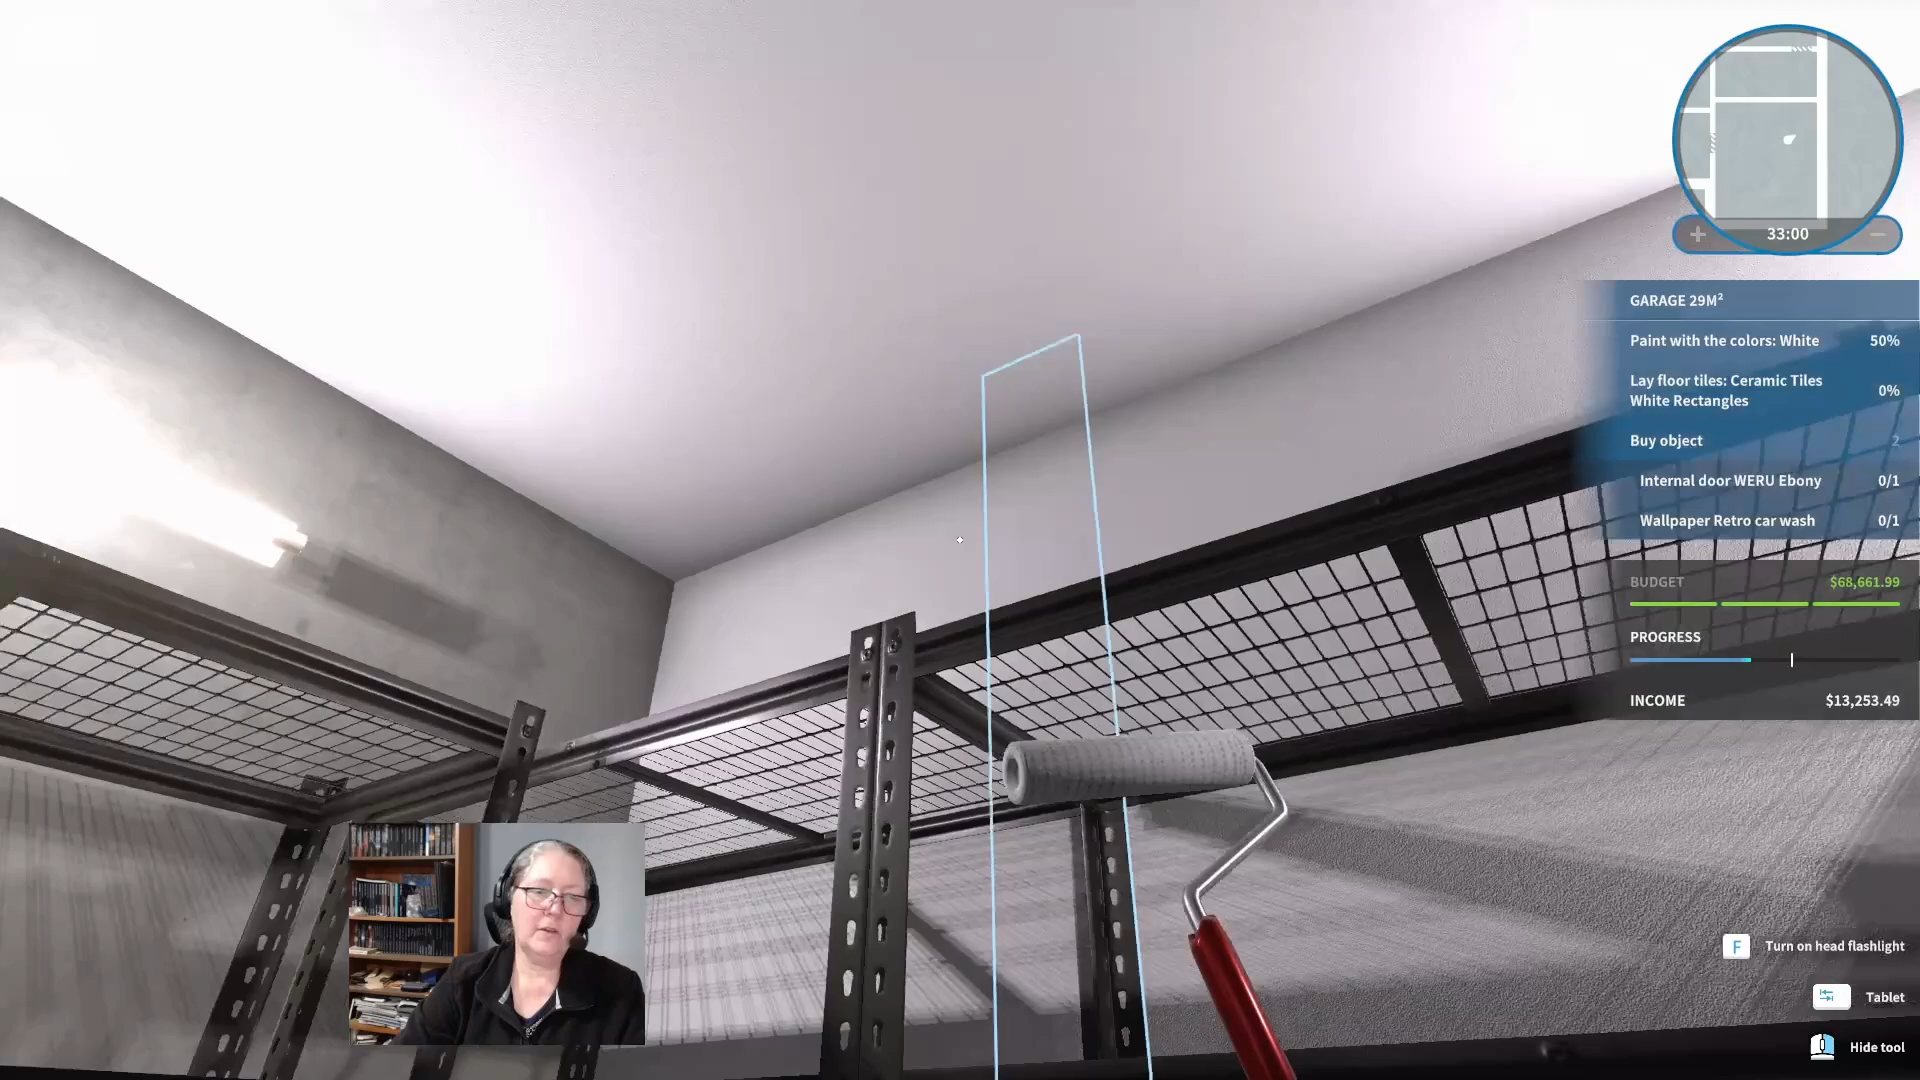 33:00
GARAGE 29M²
Paint with the colors: White 50%
Lay floor tiles: Ceramic Tiles
White Rectangles 0%
Buy object 2
Internal door WERU Ebony 0/1
Wallpaper Retro car wash 0/1
BUDGET $68,661.99
PROGRESS
INCOME $13,253.49
F Turn on head flashlight
Tablet
Hide tool